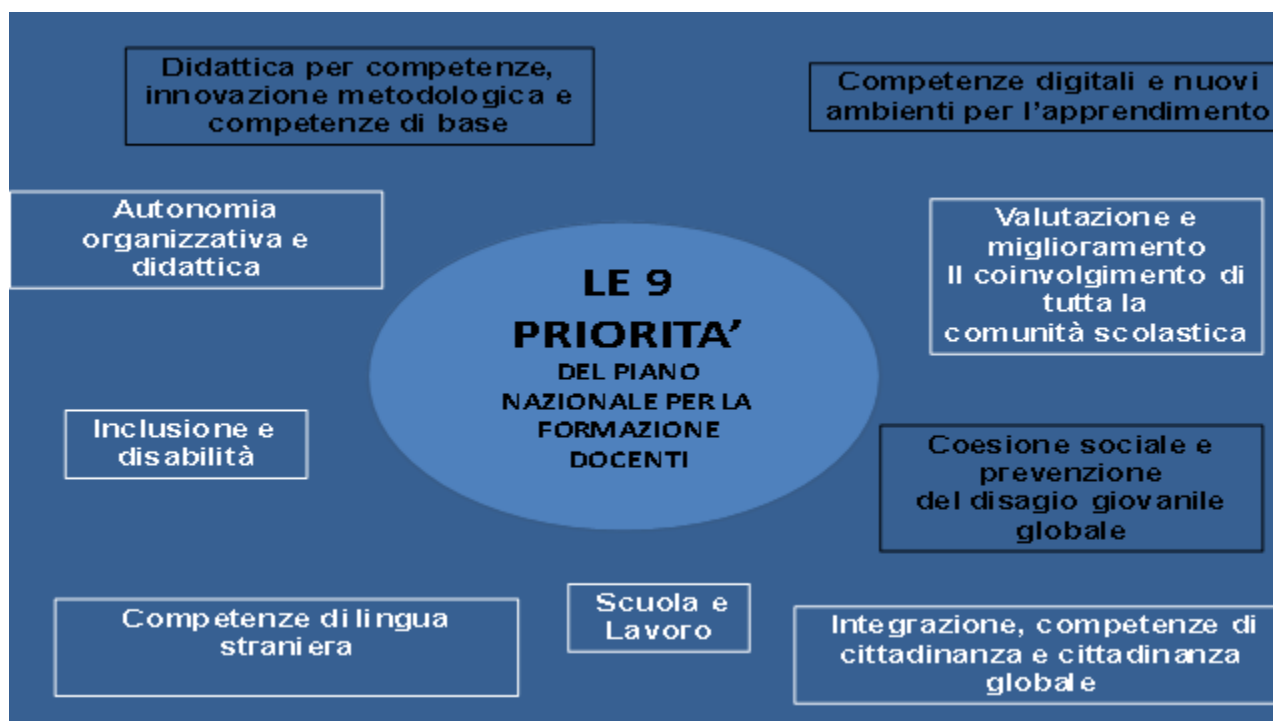 Didattica per competenze,
innovazione metodologica e
competenze di base
Competenze digitali e nuovi
ambienti per l'apprendimento
Autonomia
organizzativa e
didattica
Valutazione e
miglioramento
Il coinvolgimento di
tutta la
comunità scolastica
LE 9
PRIORITA’
DEL PIANO
NAZIONALE PER LA
FORMAZIONE
DOCENTI
Inclusione e
disabilità
Coesione sociale e
prevenzione
del disagio giovanile
globale
Competenze di lingua
straniera
Scuola e
Lavoro
Integrazione, competenze di
cittadinanza e cittadinanza
globale